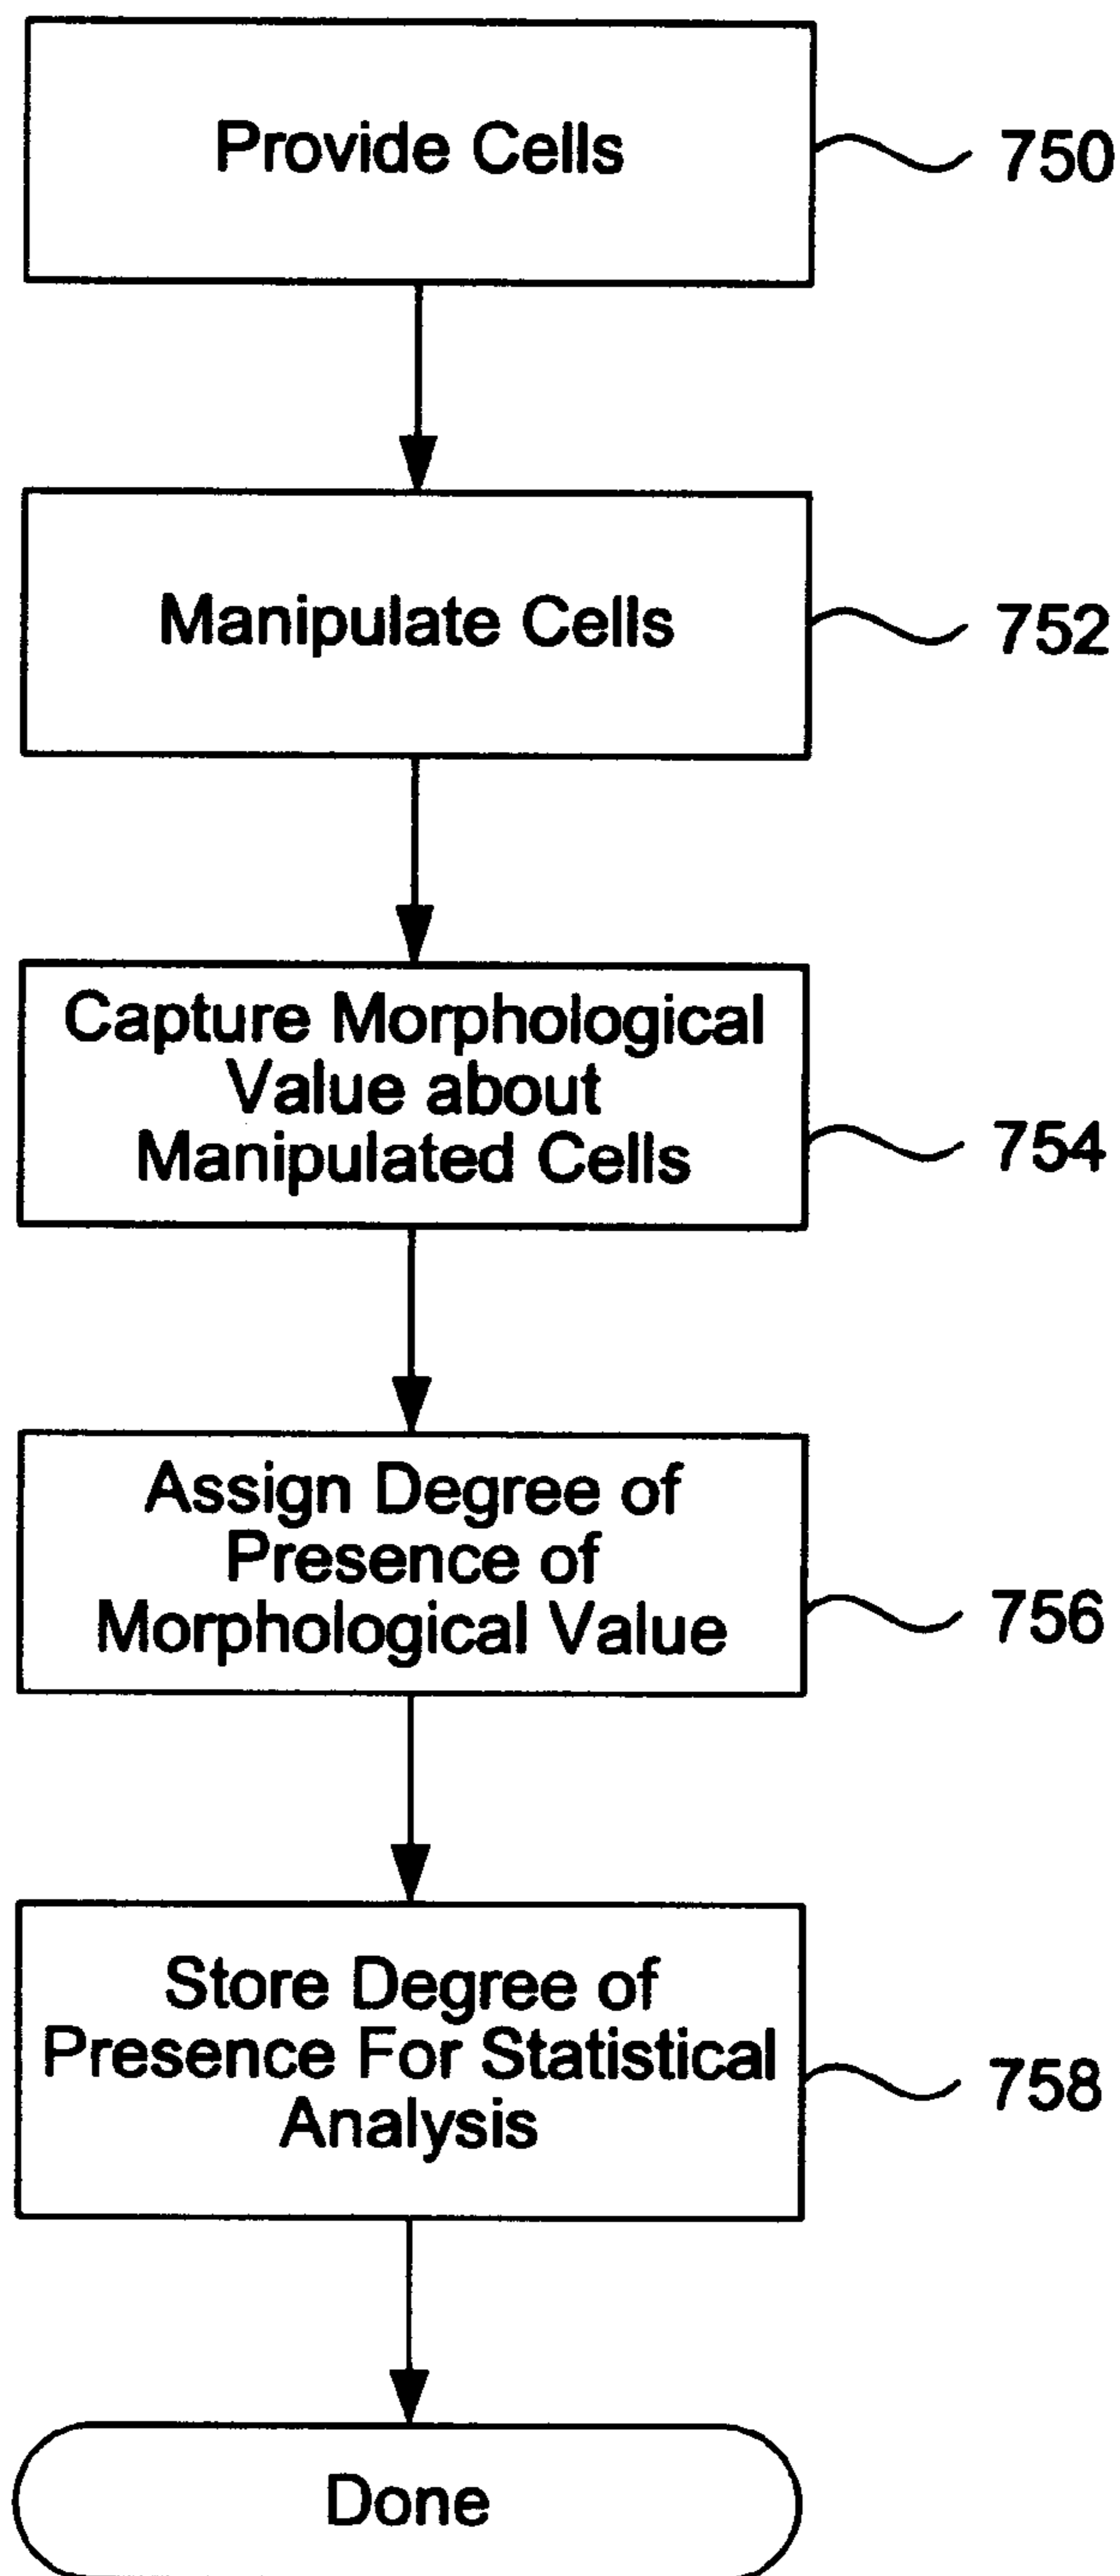 Provide Cells
750
Manipulate Cells
752
Capture Morphological
Value about
Manipulated Cells
754
Assign Degree of
Presence of
Morphological Value
756
Store Degree of
Presence For Statistical
Analysis
758
Done